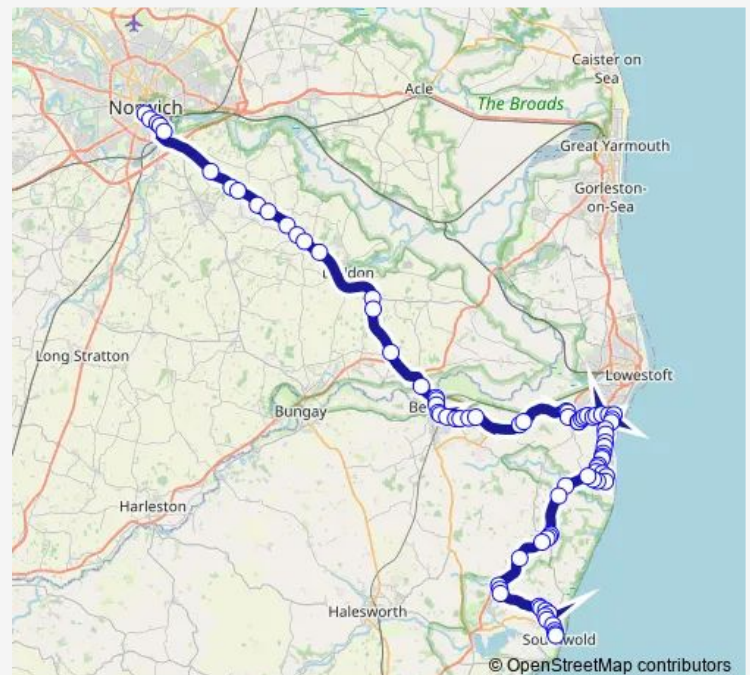 Caister on
Sea
Acle
The Broads
Great Yarmouth
Gorleston-
on-Sea
Long Stratton
Lowestoft
Bungay
Harleston
Halesworth
© OpenStreetMap contributors